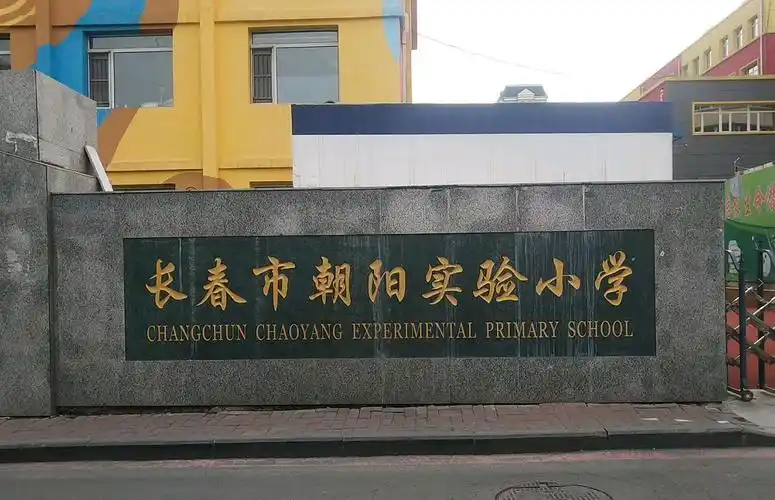 长春市朝阳实验小学
CHANGCHUN CHAOYANG EXPERIMENTAL PRIMARY SCHOOL